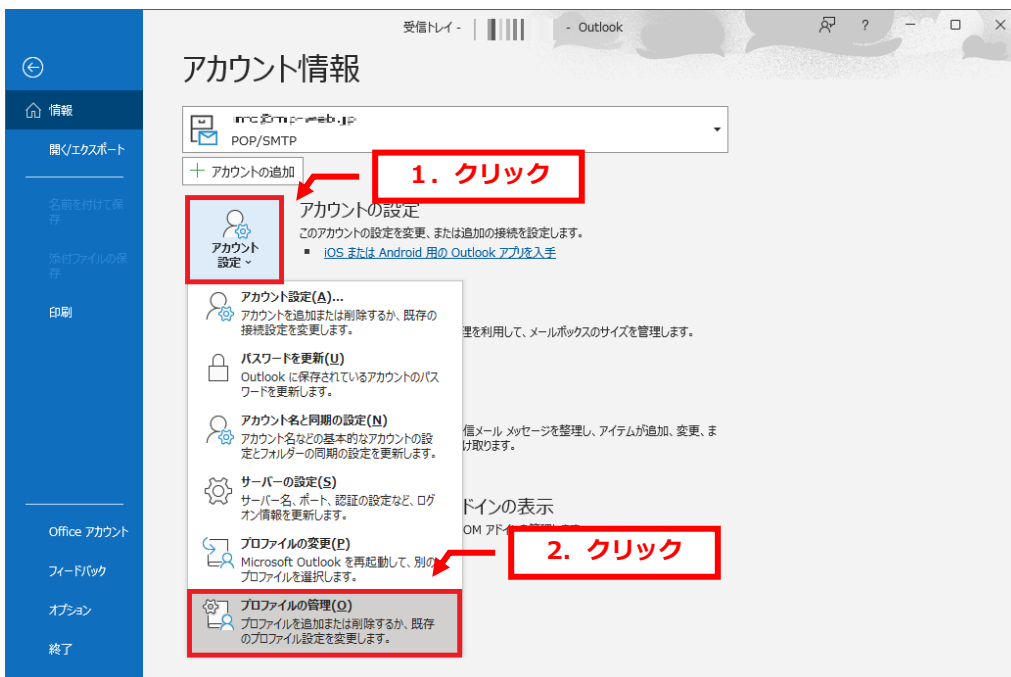 受信トレイ -
- Outlook
?
アカウント情報
情報
開く/エクスポート
名前を付けて保
存
添付ファイルの保
存
印刷
Office アカウント
フィードバック
オプション
終了
POP/SMTP
アカウントの追加
1. クリック
アカウント
設定
アカウントの設定
このアカウントの設定を変更、または追加の接続を設定します。
iOS または Android 用の Outlook アプリを入手
アカウント設定(A)...
アカウントを追加または削除するか、既存の
接続設定を変更します。
理を利用して、メールボックスのサイズを管理します。
パスワードを更新(U)
Outlook に保存されているアカウントのパス
ワードを更新します。
アカウント名と同期の設定(N)
アカウント名などの基本的なアカウントの設
定とフォルダーの同期の設定を更新します。
信メール メッセージを整理し、アイテムが追加、変更、ま
け取ります。
サーバーの設定(S)
サーバー名、ポート、認証の設定など、ログ
オン情報を更新します。
ドインの表示
OM アドイ
プロファイルの変更(P)
Microsoft Outlook を再起動して、別の
プロファイルを選択します。
2. クリック
プロファイルの管理(O)
プロファイルを追加または削除するか、既存
のプロファイル設定を変更します。